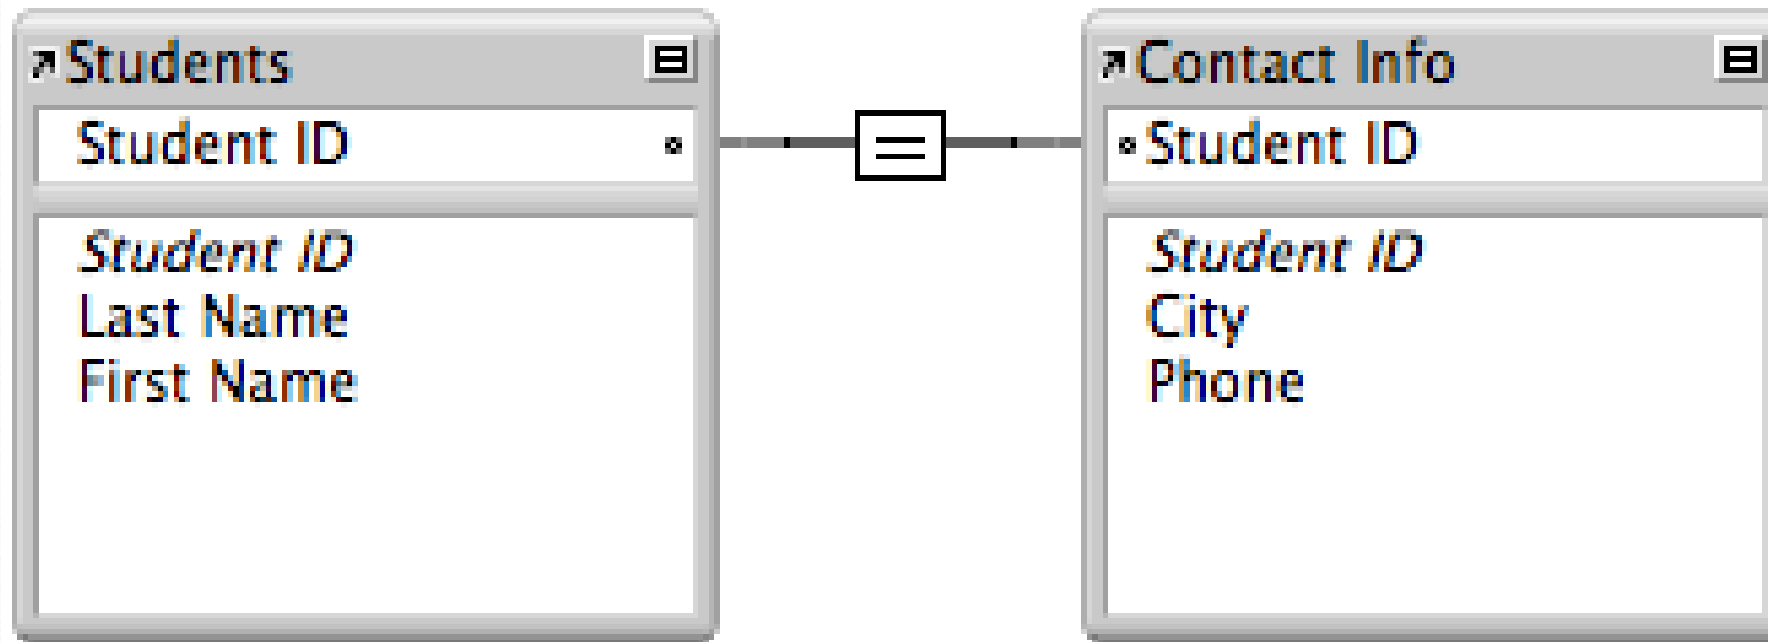 Students
Student ID
Student ID
Last Name
First Name
=
Contact Info
Student ID
Student ID
City
Phone